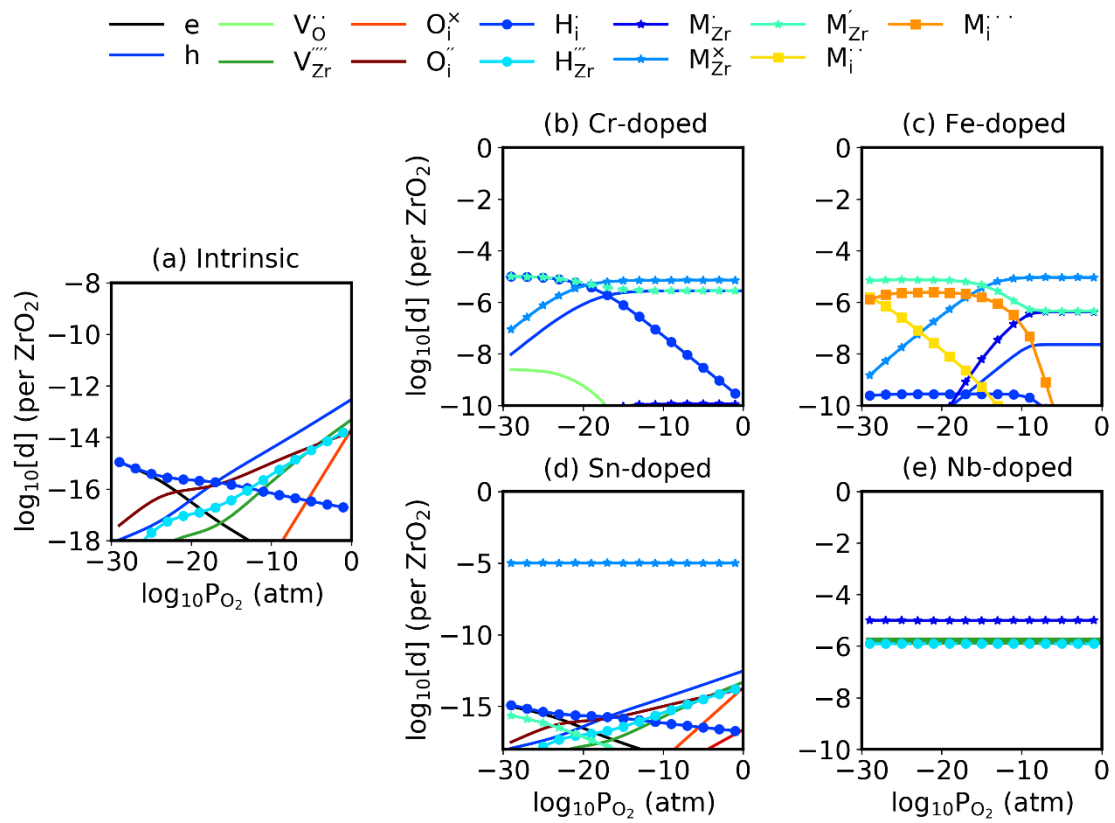 e V_O^{··} O_i^× H_i^· M_Zr^· M_Zr^′ M_i^{···}
h V_Zr^{′′′′} O_i^{′′} H_Zr^{′′′} M_Zr^× M_i^{··}
(b) Cr-doped (c) Fe-doped
0 0
−2 −2
−4 −4
−6 −6
−8 −8
−10 −10
−30 −20 −10 0 −30 −20 −10 0
log₁₀[d] (per ZrO₂)
(a) Intrinsic
−8
−10
−12
−14
−16
−18
−30 −20 −10 0
log₁₀[d] (per ZrO₂)
log₁₀P_O₂ (atm)
(d) Sn-doped (e) Nb-doped
0 0
−5 −2
−10 −4
−15 −6
−8
−10
−30 −20 −10 0 −30 −20 −10 0
log₁₀[d] (per ZrO₂)
log₁₀P_O₂ (atm) log₁₀P_O₂ (atm)